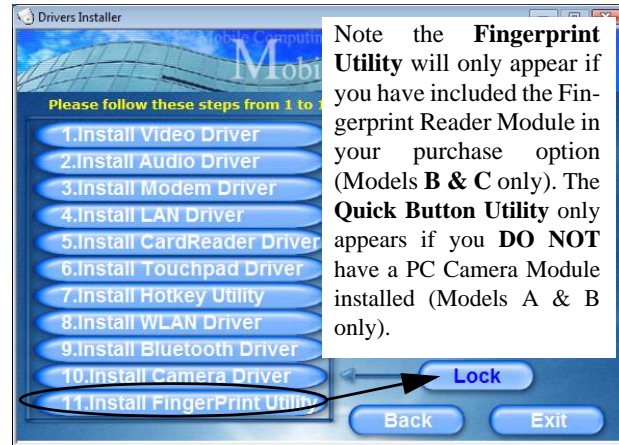 Drivers Installer
Mobile Computing
Mobi
Please follow these steps from 1 to 1
1.Install Video Driver
2.Install Audio Driver
3.Install Modem Driver
4.Install LAN Driver
5.Install CardReader Driver
6.Install Touchpad Driver
7.Install Hotkey Utility
8.Install WLAN Driver
9.Install Bluetooth Driver
10.Install Camera Driver
11.Install FingerPrint Utility
Note the Fingerprint
Utility will only appear if
you have included the Fin-
gerprint Reader Module in
your purchase option
(Models B & C only). The
Quick Button Utility only
appears if you DO NOT
have a PC Camera Module
installed (Models A & B
only).
Lock
Back
Exit